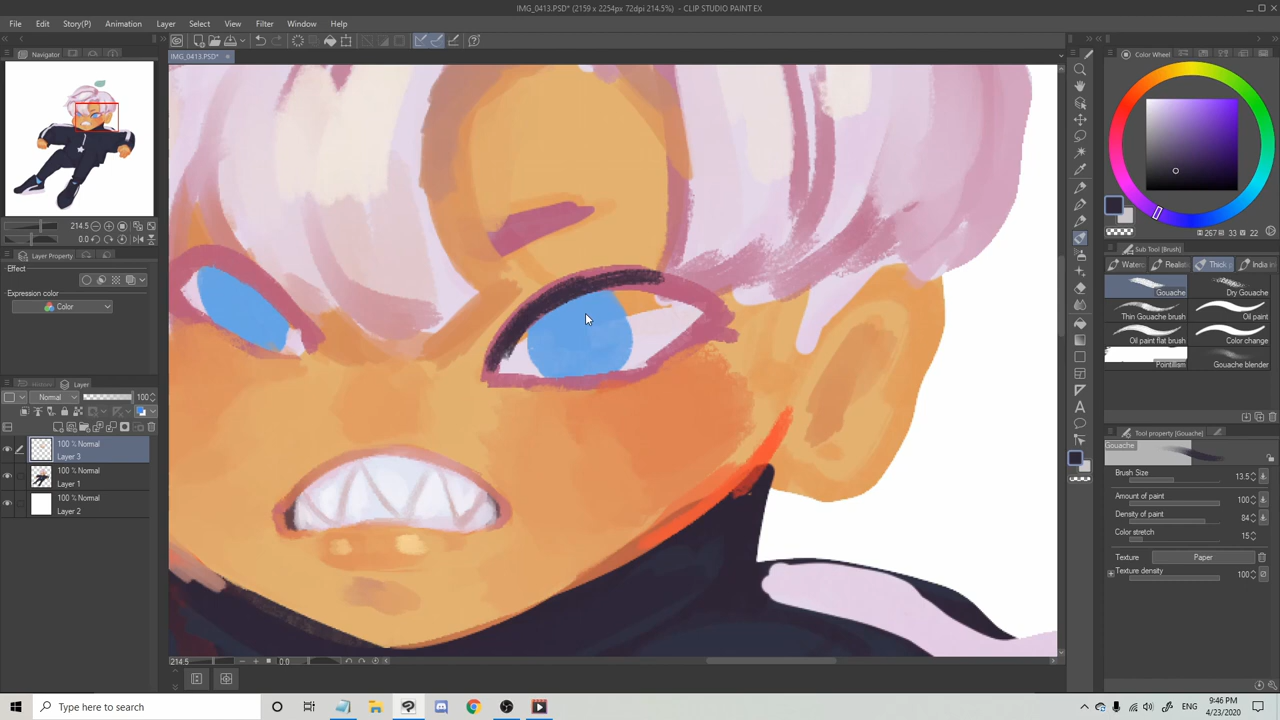 IMG_0413.PSD* (2159 x 2254px 72dpi 214.5%) - CLIP STUDIO PAINT EX
File Edit Story(P) Animation Layer Select View Filter Window Help
Navigator
IMG_0413.PSD*
Color Wheel
214.5
0.0
Layer Property
Effect
Expression color
Color
History Layer
Normal 100
100 % Normal
Layer 3
100 % Normal
Layer 1
100 % Normal
Layer 2
214.5 0.0
H 267 S 33 V 22
Sub Tool [Brush]
Waterc Realist Thick p India in
Gouache Dry Gouache
Thin Gouache brush Oil paint
Oil paint flat brush Color change
Pointillism Gouache blender
Tool property [Gouache]
Gouache
Brush Size 13.5
Amount of paint 100
Density of paint 84
Color stretch 15
Texture Paper
Texture density 100
Type here to search
ENG
9:46 PM
4/23/2020